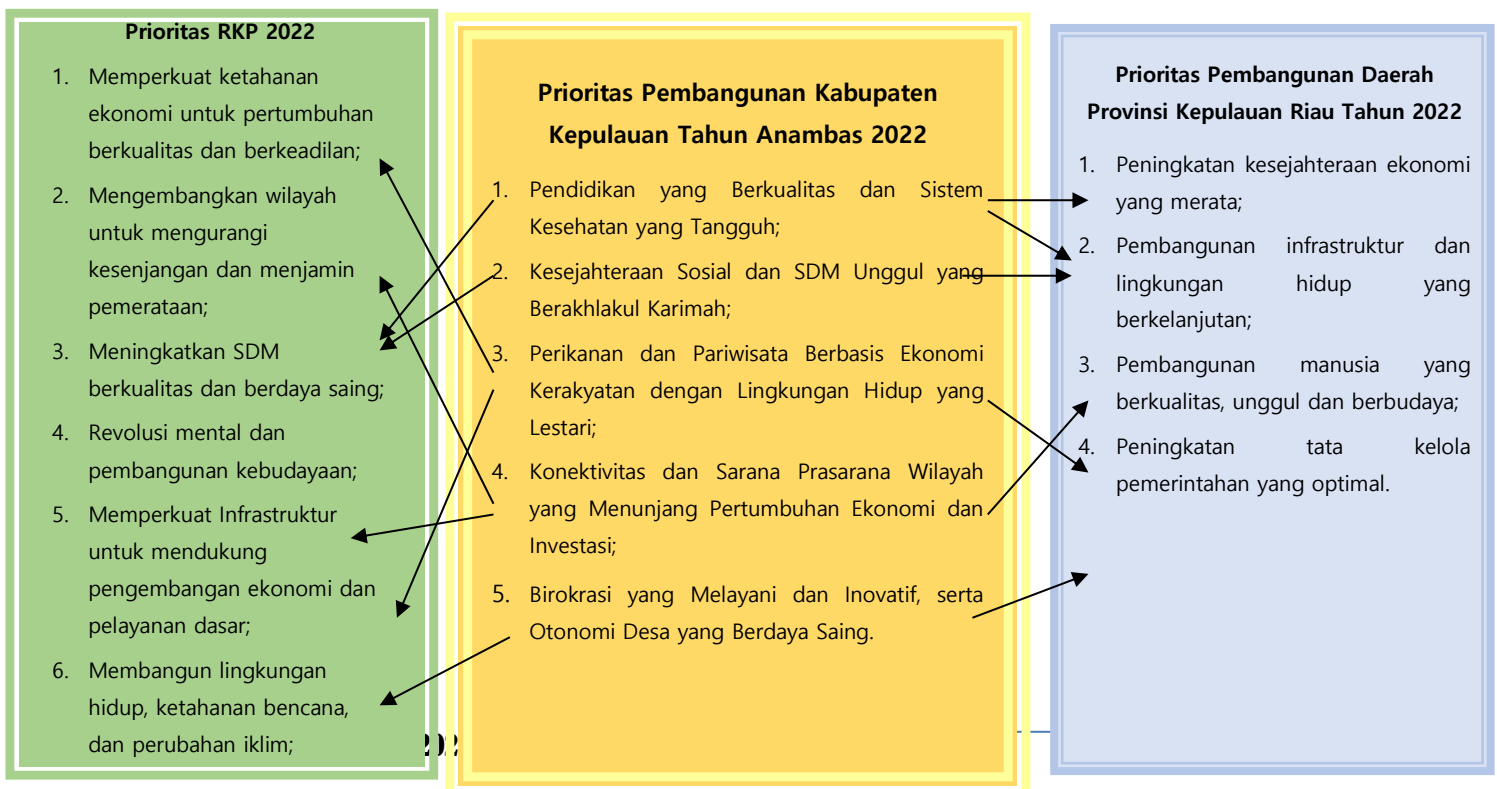 Prioritas RKP 2022
1. Memperkuat ketahanan
ekonomi untuk pertumbuhan
berkualitas dan berkeadilan;
2. Mengembangkan wilayah
untuk mengurangi
kesenjangan dan menjamin
pemerataan;
3. Meningkatkan SDM
berkualitas dan berdaya saing;
4. Revolusi mental dan
pembangunan kebudayaan;
5. Memperkuat Infrastruktur
untuk mendukung
pengembangan ekonomi dan
pelayanan dasar;
6. Membangun lingkungan
hidup, ketahanan bencana,
dan perubahan iklim;
Prioritas Pembangunan Kabupaten
Kepulauan Tahun Anambas 2022
1. Pendidikan yang Berkualitas dan Sistem
Kesehatan yang Tangguh;
2. Kesejahteraan Sosial dan SDM Unggul yang
Berakhlakul Karimah;
3. Perikanan dan Pariwisata Berbasis Ekonomi
Kerakyatan dengan Lingkungan Hidup yang
Lestari;
4. Konektivitas dan Sarana Prasarana Wilayah
yang Menunjang Pertumbuhan Ekonomi dan
Investasi;
5. Birokrasi yang Melayani dan Inovatif, serta
Otonomi Desa yang Berdaya Saing.
Prioritas Pembangunan Daerah
Provinsi Kepulauan Riau Tahun 2022
1. Peningkatan kesejahteraan ekonomi
yang merata;
2. Pembangunan infrastruktur dan
lingkungan hidup yang
berkelanjutan;
3. Pembangunan manusia yang
berkualitas, unggul dan berbudaya;
4. Peningkatan tata kelola
pemerintahan yang optimal.